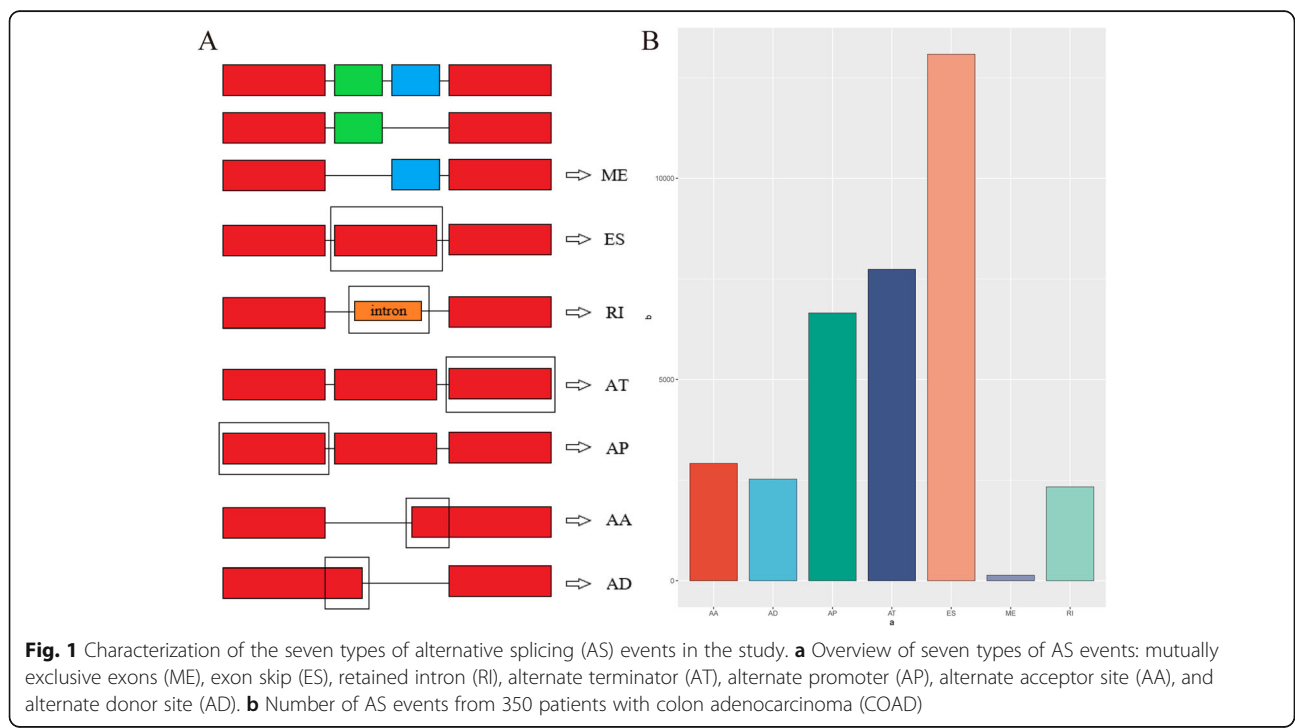 A
ME
ES
intron
RI
AT
AP
AA
AD
B
10000
b
5000
0
AA AD AP AT ES ME RI
a
Fig. 1 Characterization of the seven types of alternative splicing (AS) events in the study. a Overview of seven types of AS events: mutually
exclusive exons (ME), exon skip (ES), retained intron (RI), alternate terminator (AT), alternate promoter (AP), alternate acceptor site (AA), and
alternate donor site (AD). b Number of AS events from 350 patients with colon adenocarcinoma (COAD)